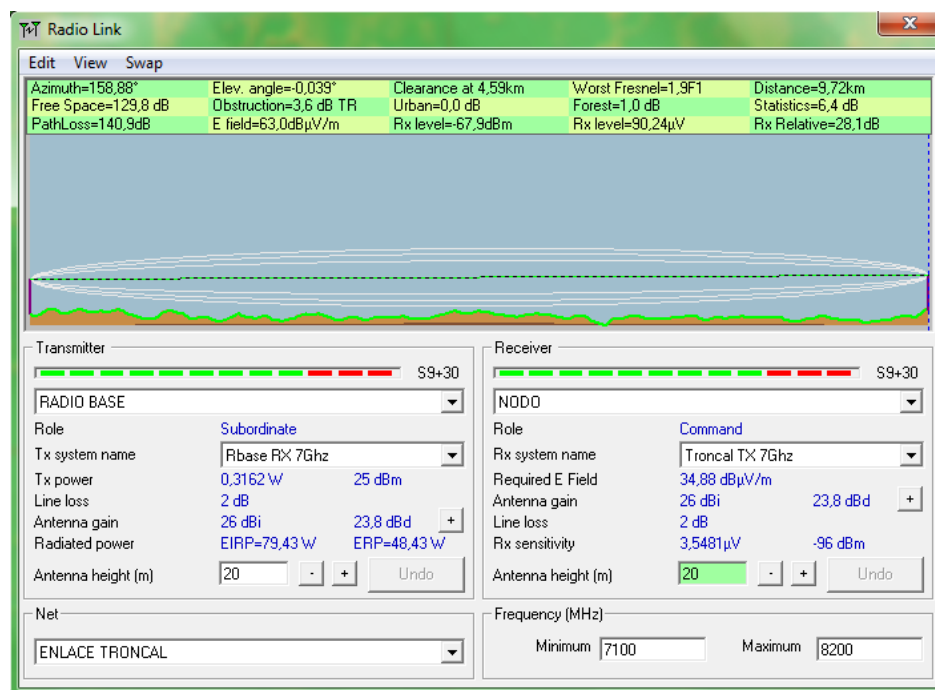 Radio Link
Edit View Swap
Azimuth=158,88° Elev. angle=-0,039° Clearance at 4,59km Worst Fresnel=1,9F1 Distance=9,72km
Free Space=129,8 dB Obstruction=3,6 dB TR Urban=0,0 dB Forest=1,0 dB Statistics=6,4 dB
PathLoss=140,9dB E field=63,0dBµV/m Rx level=-67,9dBm Rx level=90,24µV Rx Relative=28,1dB
Transmitter
S9+30
RADIO BASE
Role Subordinate
Tx system name Rbase RX 7Ghz
Tx power 0,3162 W 25 dBm
Line loss 2 dB
Antenna gain 26 dBi 23,8 dBd +
Radiated power EIRP=79,43 W ERP=48,43 W
Antenna height (m) 20 - + Undo
Net
ENLACE TRONCAL
Receiver
S9+30
NODO
Role Command
Rx system name Troncal TX 7Ghz
Required E Field 34,88 dBµV/m
Antenna gain 26 dBi 23,8 dBd +
Line loss 2 dB
Rx sensitivity 3,5481µV -96 dBm
Antenna height (m) 20 - + Undo
Frequency (MHz)
Minimum 7100 Maximum 8200